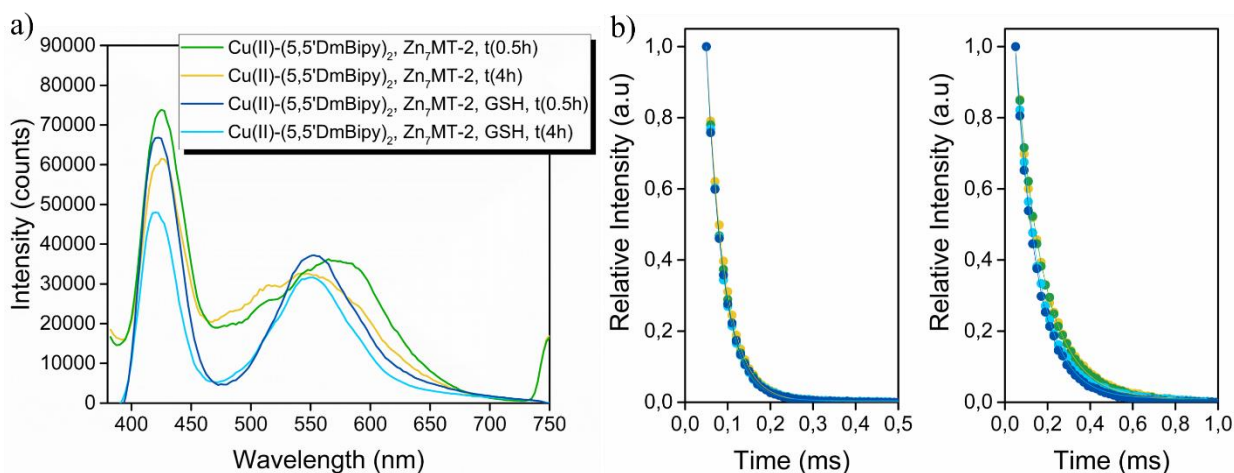 a)
Cu(II)-(5,5'DmBipy)₂, Zn₇MT-2, t(0.5h)
Cu(II)-(5,5'DmBipy)₂, Zn₇MT-2, t(4h)
Cu(II)-(5,5'DmBipy)₂, Zn₇MT-2, GSH, t(0.5h)
Cu(II)-(5,5'DmBipy)₂, Zn₇MT-2, GSH, t(4h)
Intensity (counts)
90000
80000
70000
60000
50000
40000
30000
20000
10000
0
400 450 500 550 600 650 700 750
Wavelength (nm)
b)
Relative Intensity (a.u)
1,0
0,8
0,6
0,4
0,2
0,0
0,0 0,1 0,2 0,3 0,4 0,5
Time (ms)
Relative Intensity (a.u)
1,0
0,8
0,6
0,4
0,2
0,0
0,0 0,2 0,4 0,6 0,8 1,0
Time (ms)